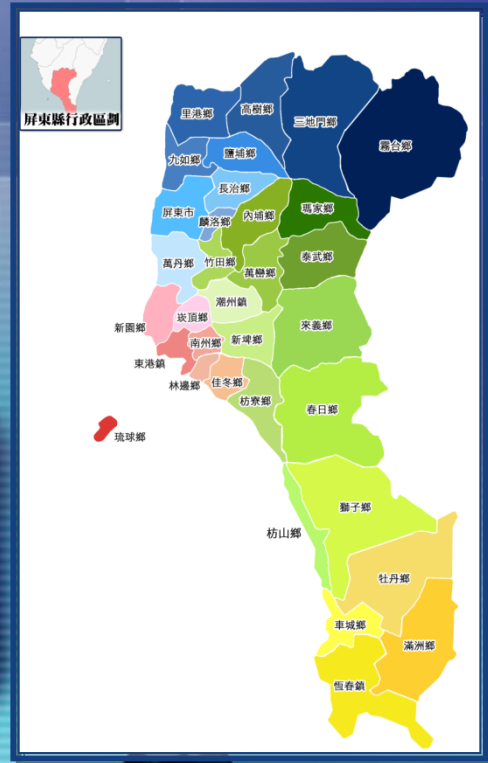 屏東縣行政區劃
里港鄉
高樹鄉
三地門鄉
霧台鄉
九如鄉
鹽埔鄉
長治鄉
屏東市
麟洛鄉
內埔鄉
瑪家鄉
萬丹鄉
竹田鄉
萬巒鄉
泰武鄉
潮州鎮
新園鄉
崁頂鄉
來義鄉
南州鄉
新埤鄉
東港鎮
林邊鄉
佳冬鄉
枋寮鄉
春日鄉
琉球鄉
獅子鄉
枋山鄉
牡丹鄉
車城鄉
滿洲鄉
恆春鎮